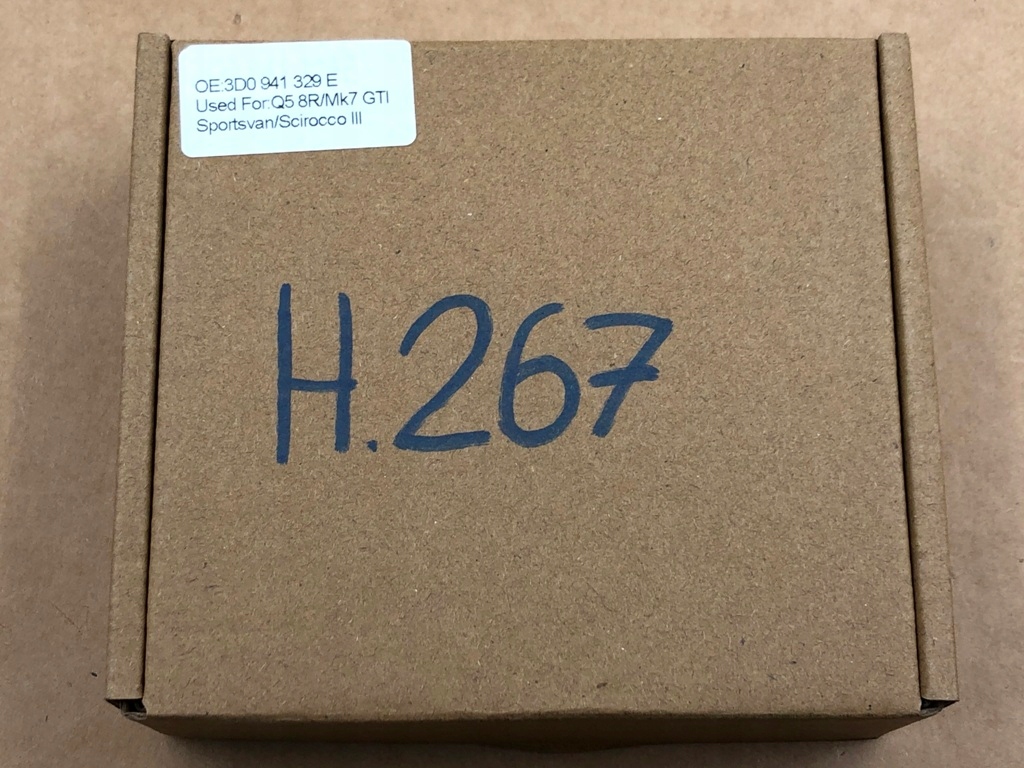 OE:3D0 941 329 E
Used For:Q5 8R/Mk7 GTI
Sportsvan/Scirocco III
H.267